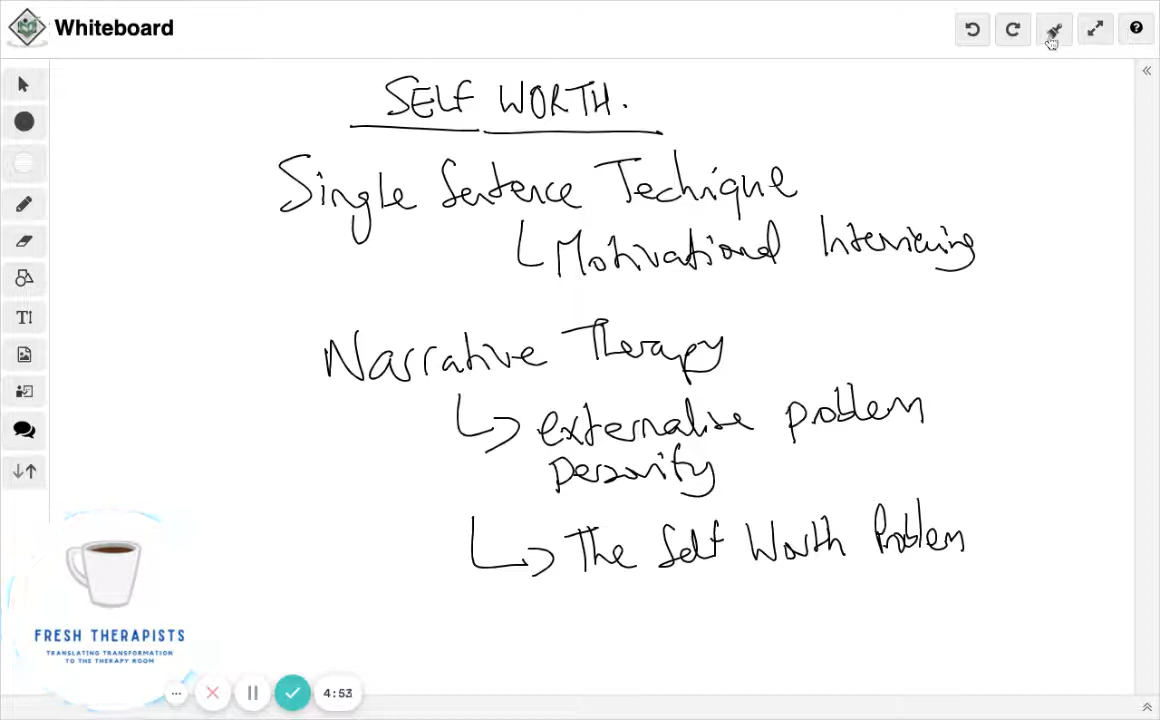 Whiteboard
SELF WORTH.
Single Sentence Technique
Motivational Interviewing
Narrative Therapy
externalise problem
personify
The Self Worth Problem
FRESH THERAPISTS
TRANSLATING TRANSFORMATION
TO THE THERAPY ROOM
4:53